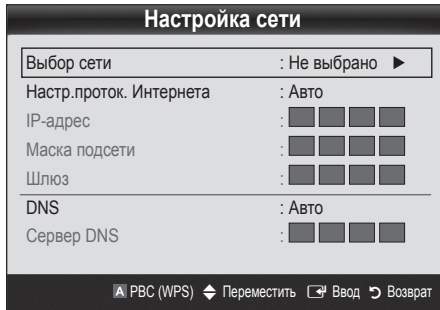 Настройка сети
Выбор сети : Не выбрано ▶
Настр.проток. Интернета : Авто
IP-адрес :
Маска подсети :
Шлюз :
DNS : Авто
Сервер DNS :
A PBC (WPS) Переместить Ввод Возврат